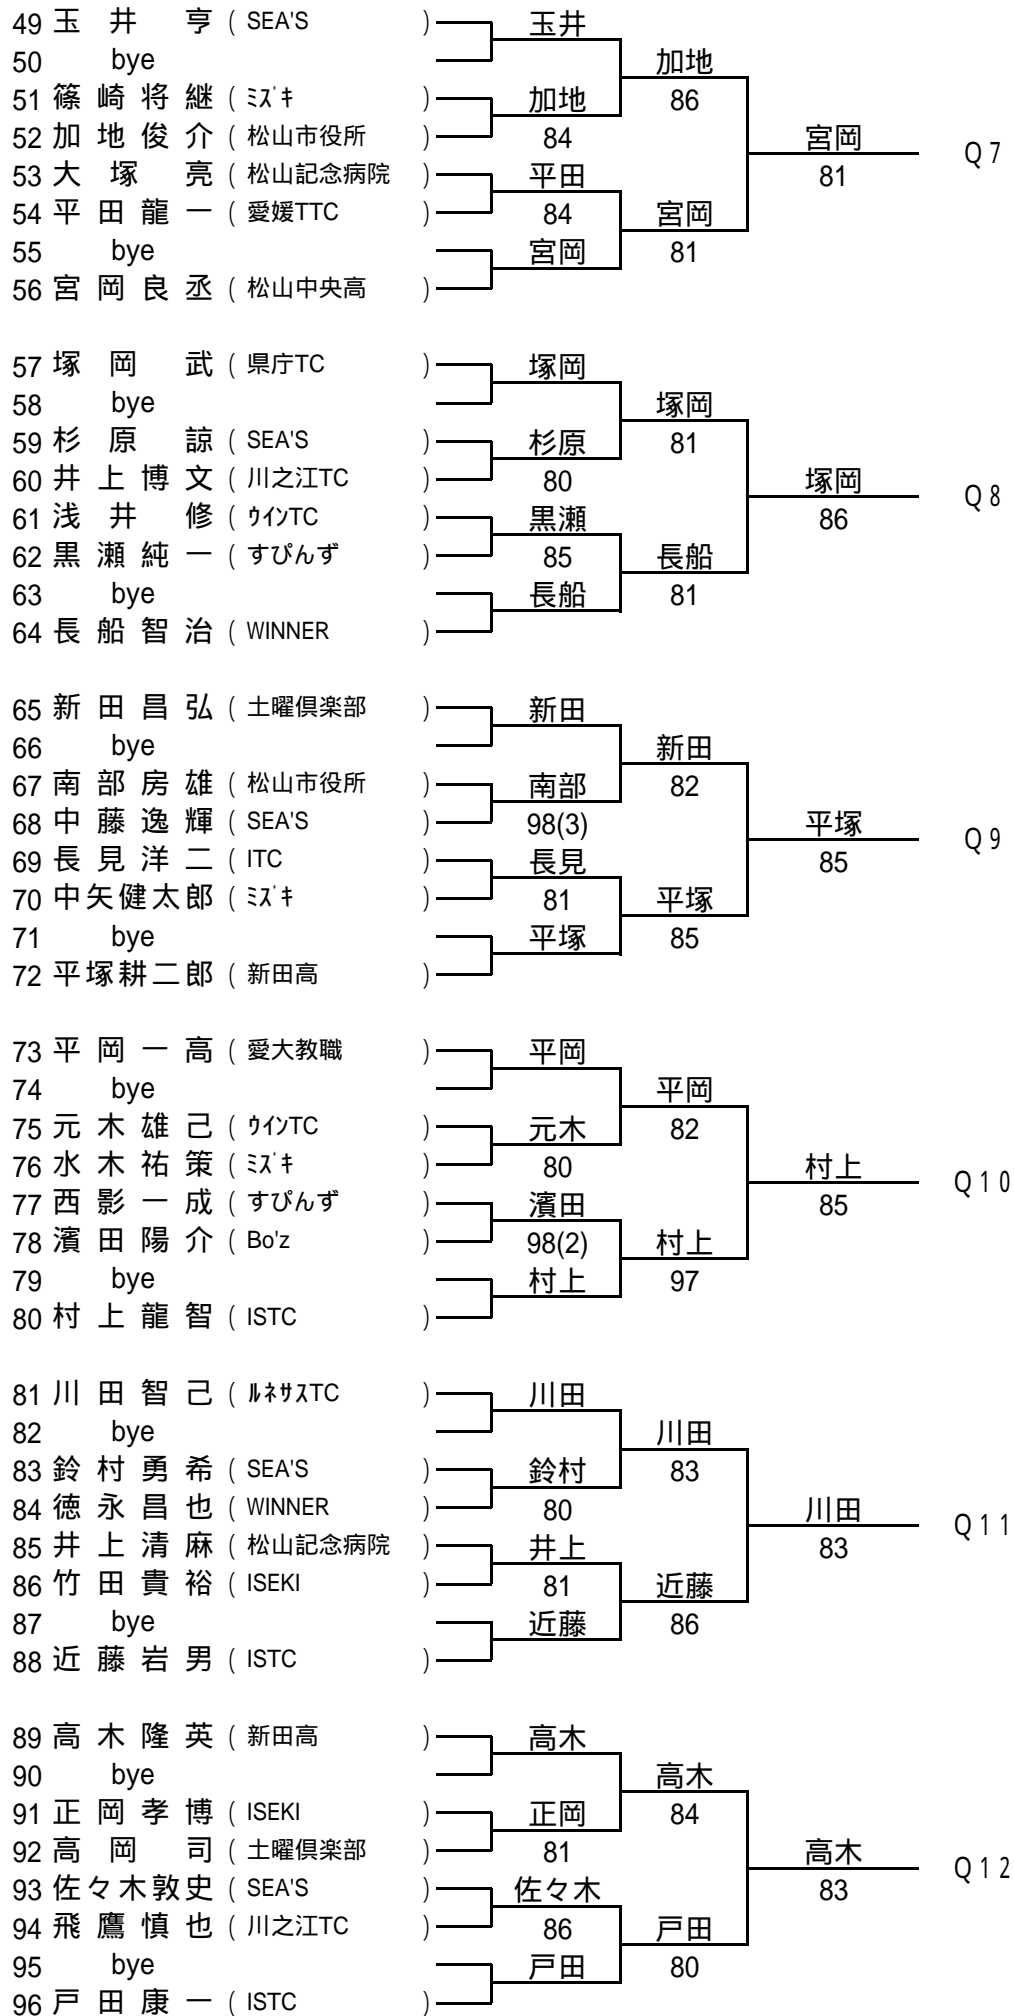 49 玉井 亨 ( SEA'S ) 玉井
50 bye 加地
51 篠崎将継 ( ミズキ ) 加地 86
52 加地俊介 ( 松山市役所 ) 84 宮岡 Q7
53 大塚 亮 ( 松山記念病院 ) 平田 81
54 平田龍一 ( 愛媛TTC ) 84 宮岡
55 bye 宮岡 81
56 宮岡良丞 ( 松山中央高 )
57 塚岡 武 ( 県庁TC ) 塚岡
58 bye 塚岡
59 杉原 諒 ( SEA'S ) 杉原 81
60 井上博文 ( 川之江TC ) 80 塚岡 Q8
61 浅井 修 ( ウインTC ) 黒瀬 86
62 黒瀬純一 ( すぴんず ) 85 長船
63 bye 長船 81
64 長船智治 ( WINNER )
65 新田昌弘 ( 土曜倶楽部 ) 新田
66 bye 新田
67 南部房雄 ( 松山市役所 ) 南部 82
68 中藤逸輝 ( SEA'S ) 98(3) 平塚 Q9
69 長見洋二 ( ITC ) 長見 85
70 中矢健太郎 ( ミズキ ) 81 平塚
71 bye 平塚 85
72 平塚耕二郎 ( 新田高 )
73 平岡一高 ( 愛大教職 ) 平岡
74 bye 平岡
75 元木雄己 ( ウインTC ) 元木 82
76 水木祐策 ( ミズキ ) 80 村上 Q10
77 西影一成 ( すぴんず ) 濱田 85
78 濱田陽介 ( Bo'z ) 98(2) 村上
79 bye 村上 97
80 村上龍智 ( ISTC )
81 川田智己 ( ルネサスTC ) 川田
82 bye 川田
83 鈴村勇希 ( SEA'S ) 鈴村 83
84 徳永昌也 ( WINNER ) 80 川田 Q11
85 井上清麻 ( 松山記念病院 ) 井上 83
86 竹田貴裕 ( ISEKI ) 81 近藤
87 bye 近藤 86
88 近藤岩男 ( ISTC )
89 高木隆英 ( 新田高 ) 高木
90 bye 高木
91 正岡孝博 ( ISEKI ) 正岡 84
92 高岡 司 ( 土曜倶楽部 ) 81 高木 Q12
93 佐々木敦史 ( SEA'S ) 佐々木 83
94 飛鷹慎也 ( 川之江TC ) 86 戸田
95 bye 戸田 80
96 戸田康一 ( ISTC )